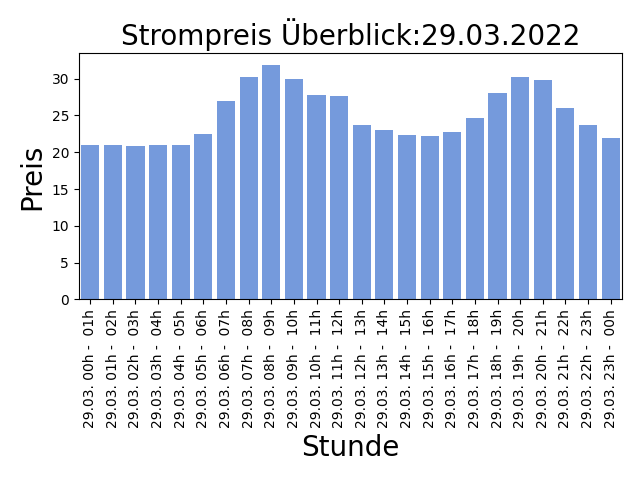 Strompreis Überblick:29.03.2022
Preis
30
25
20
15
10
5
0
29.03. 00h - 01h
29.03. 01h - 02h
29.03. 02h - 03h
29.03. 03h - 04h
29.03. 04h - 05h
29.03. 05h - 06h
29.03. 06h - 07h
29.03. 07h - 08h
29.03. 08h - 09h
29.03. 09h - 10h
29.03. 10h - 11h
29.03. 11h - 12h
29.03. 12h - 13h
29.03. 13h - 14h
29.03. 14h - 15h
29.03. 15h - 16h
29.03. 16h - 17h
29.03. 17h - 18h
29.03. 18h - 19h
29.03. 19h - 20h
29.03. 20h - 21h
29.03. 21h - 22h
29.03. 22h - 23h
29.03. 23h - 00h
Stunde